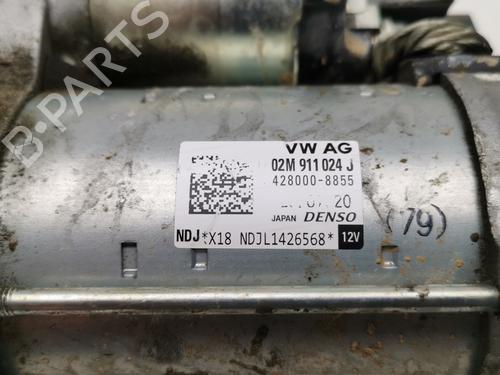 VW AG
02M 911 024 J
428000-8855
20
JAPAN DENSO
NDJ*X18 NDJL1426568* 12V
(79)
B-PARTS